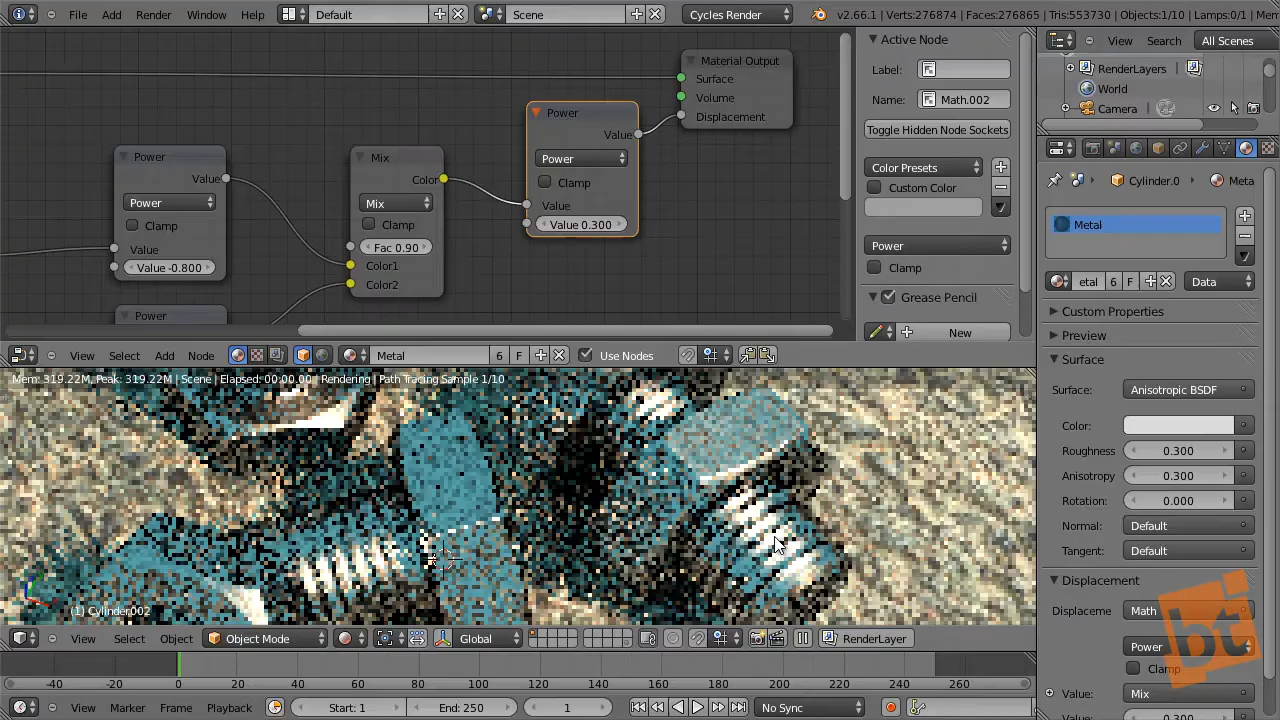 File Add Render Window Help Default Scene Cycles Render v2.66.1 | Verts:276874 | Faces:276865 | Tris:553730 | Objects:1/10 | Lamps:0/1 | Mem
Material Output
Surface
Volume
Displacement
Power
Value
Power
Clamp
Value
Value 0.300
Power
Value
Power
Clamp
Value
Value -0.800
Mix
Color
Mix
Clamp
Fac 0.90
Color1
Color2
Power
Active Node
Label:
Name: Math.002
Toggle Hidden Node Sockets
Color Presets
Custom Color
Power
Clamp
Grease Pencil
New
View Search All Scenes
RenderLayers |
World
Camera
Cylinder.0 Meta
Metal
etal 6 F Data
Custom Properties
Preview
Surface
Surface: Anisotropic BSDF
Color:
Roughness 0.300
Anisotropy 0.300
Rotation: 0.000
Normal: Default
Tangent: Default
Displacement
Displaceme Math
Power
Clamp
Value: Mix
0.300
bt
View Select Add Node Metal 6 F Use Nodes
Mem: 319.22M, Peak: 319.22M | Scene | Elapsed: 00:00.00 | Rendering | Path Tracing Sample 1/10
(1) Cylinder.002
View Select Object Object Mode Global RenderLayer
-40 -20 0 20 40 60 80 100 120 140 160 180 200 220 240 260
View Marker Frame Playback Start: 1 End: 250 1 No Sync